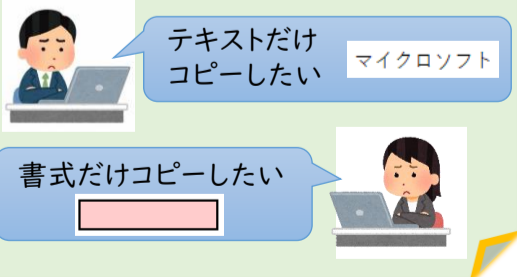 テキストだけ
コピーしたい
マイクロソフト
書式だけコピーしたい